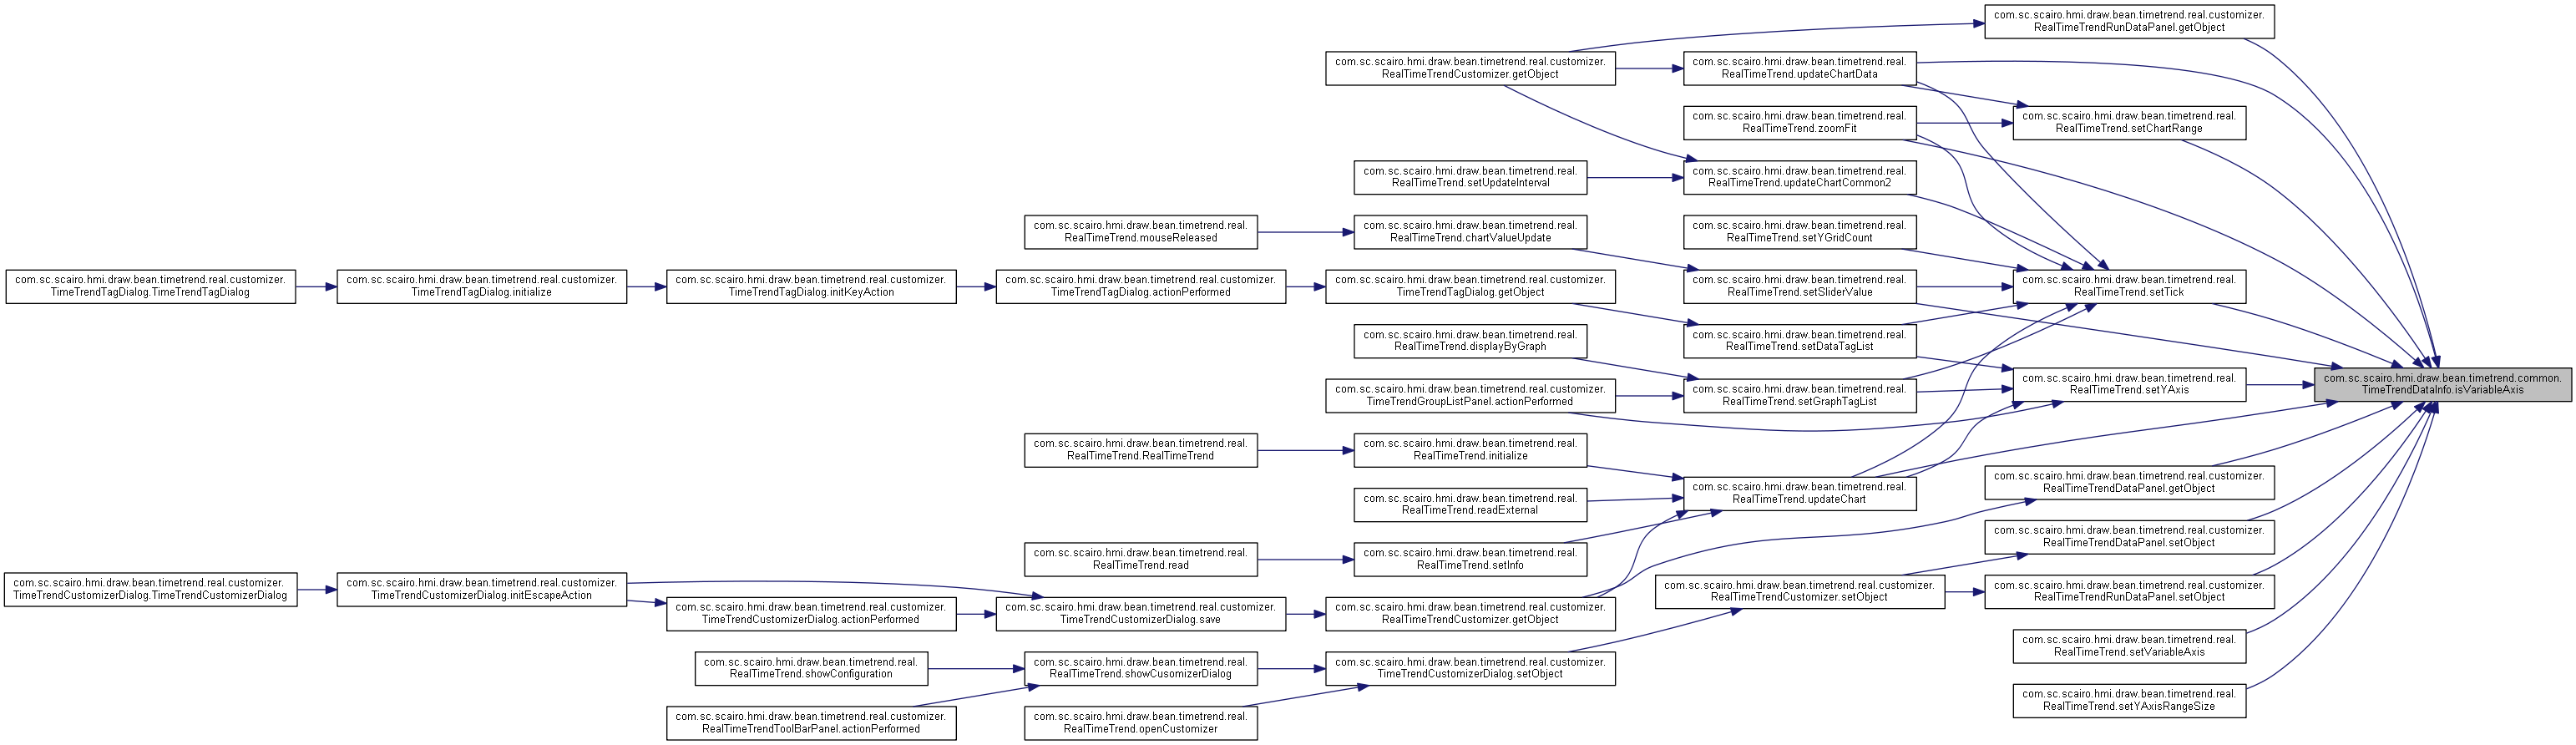 com.sc.scairo.hmi.draw.bean.timetrend.real.customizer.
RealTimeTrendRunDataPanel.getObject
com.sc.scairo.hmi.draw.bean.timetrend.real.customizer.
RealTimeTrendCustomizer.getObject
com.sc.scairo.hmi.draw.bean.timetrend.real.
RealTimeTrend.updateChartData
com.sc.scairo.hmi.draw.bean.timetrend.real.
RealTimeTrend.zoomFit
com.sc.scairo.hmi.draw.bean.timetrend.real.
RealTimeTrend.setChartRange
com.sc.scairo.hmi.draw.bean.timetrend.real.
RealTimeTrend.setUpdateInterval
com.sc.scairo.hmi.draw.bean.timetrend.real.
RealTimeTrend.updateChartCommon2
com.sc.scairo.hmi.draw.bean.timetrend.real.
RealTimeTrend.mouseReleased
com.sc.scairo.hmi.draw.bean.timetrend.real.
RealTimeTrend.chartValueUpdate
com.sc.scairo.hmi.draw.bean.timetrend.real.
RealTimeTrend.setYGridCount
com.sc.scairo.hmi.draw.bean.timetrend.real.customizer.
TimeTrendTagDialog.TimeTrendTagDialog
com.sc.scairo.hmi.draw.bean.timetrend.real.customizer.
TimeTrendTagDialog.initialize
com.sc.scairo.hmi.draw.bean.timetrend.real.customizer.
TimeTrendTagDialog.initKeyAction
com.sc.scairo.hmi.draw.bean.timetrend.real.customizer.
TimeTrendTagDialog.actionPerformed
com.sc.scairo.hmi.draw.bean.timetrend.real.customizer.
TimeTrendTagDialog.getObject
com.sc.scairo.hmi.draw.bean.timetrend.real.
RealTimeTrend.setSliderValue
com.sc.scairo.hmi.draw.bean.timetrend.real.
RealTimeTrend.setTick
com.sc.scairo.hmi.draw.bean.timetrend.real.
RealTimeTrend.displayByGraph
com.sc.scairo.hmi.draw.bean.timetrend.real.
RealTimeTrend.setDataTagList
com.sc.scairo.hmi.draw.bean.timetrend.real.customizer.
TimeTrendGroupListPanel.actionPerformed
com.sc.scairo.hmi.draw.bean.timetrend.real.
RealTimeTrend.setGraphTagList
com.sc.scairo.hmi.draw.bean.timetrend.real.
RealTimeTrend.setYAxis
com.sc.scairo.hmi.draw.bean.timetrend.common.
TimeTrendDataInfo.isVariableAxis
com.sc.scairo.hmi.draw.bean.timetrend.real.
RealTimeTrend.RealTimeTrend
com.sc.scairo.hmi.draw.bean.timetrend.real.
RealTimeTrend.initialize
com.sc.scairo.hmi.draw.bean.timetrend.real.
RealTimeTrend.readExternal
com.sc.scairo.hmi.draw.bean.timetrend.real.
RealTimeTrend.updateChart
com.sc.scairo.hmi.draw.bean.timetrend.real.customizer.
RealTimeTrendDataPanel.getObject
com.sc.scairo.hmi.draw.bean.timetrend.real.customizer.
RealTimeTrendDataPanel.setObject
com.sc.scairo.hmi.draw.bean.timetrend.real.
RealTimeTrend.read
com.sc.scairo.hmi.draw.bean.timetrend.real.
RealTimeTrend.setInfo
com.sc.scairo.hmi.draw.bean.timetrend.real.customizer.
TimeTrendCustomizerDialog.TimeTrendCustomizerDialog
com.sc.scairo.hmi.draw.bean.timetrend.real.customizer.
TimeTrendCustomizerDialog.initEscapeAction
com.sc.scairo.hmi.draw.bean.timetrend.real.customizer.
RealTimeTrendCustomizer.setObject
com.sc.scairo.hmi.draw.bean.timetrend.real.customizer.
RealTimeTrendRunDataPanel.setObject
com.sc.scairo.hmi.draw.bean.timetrend.real.customizer.
TimeTrendCustomizerDialog.actionPerformed
com.sc.scairo.hmi.draw.bean.timetrend.real.customizer.
TimeTrendCustomizerDialog.save
com.sc.scairo.hmi.draw.bean.timetrend.real.customizer.
RealTimeTrendCustomizer.getObject
com.sc.scairo.hmi.draw.bean.timetrend.real.
RealTimeTrend.setVariableAxis
com.sc.scairo.hmi.draw.bean.timetrend.real.
RealTimeTrend.showConfiguration
com.sc.scairo.hmi.draw.bean.timetrend.real.
RealTimeTrend.showCusomizerDialog
com.sc.scairo.hmi.draw.bean.timetrend.real.customizer.
TimeTrendCustomizerDialog.setObject
com.sc.scairo.hmi.draw.bean.timetrend.real.
RealTimeTrend.setYAxisRangeSize
com.sc.scairo.hmi.draw.bean.timetrend.real.customizer.
RealTimeTrendToolBarPanel.actionPerformed
com.sc.scairo.hmi.draw.bean.timetrend.real.
RealTimeTrend.openCustomizer